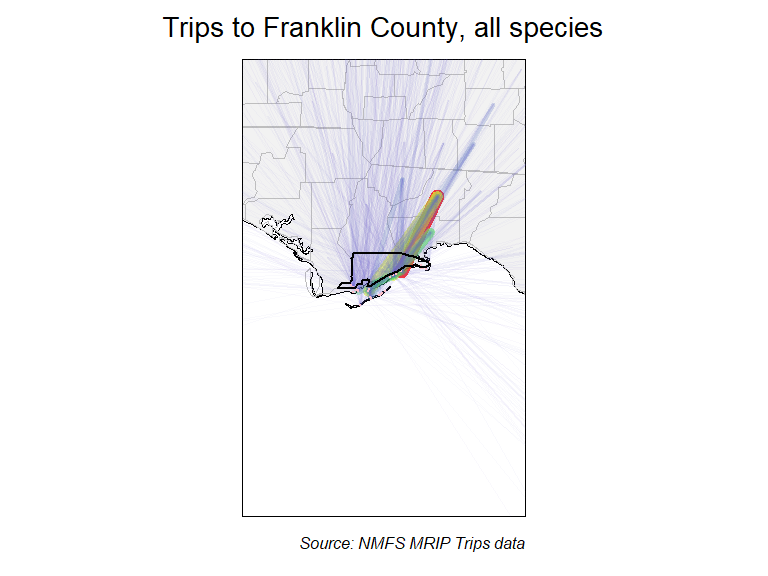 Trips to Franklin County, all species
Source: NMFS MRIP Trips data